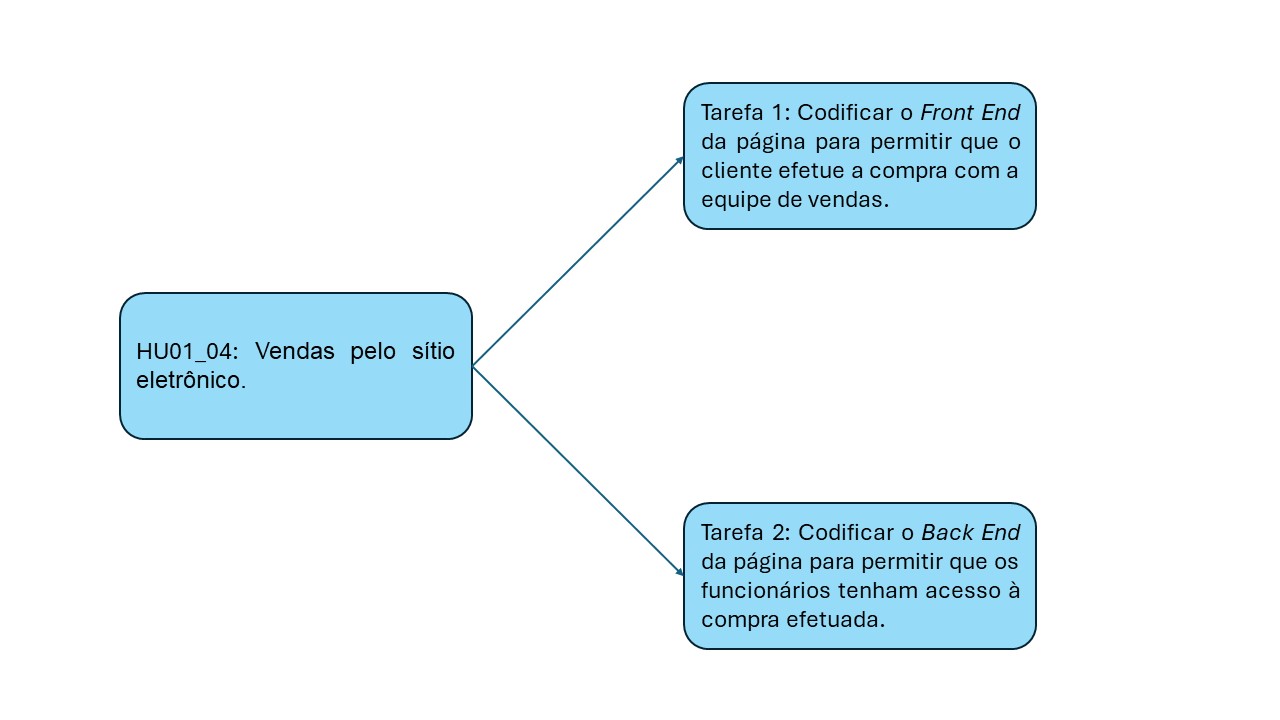 Tarefa 1: Codificar o Front End
da página para permitir que o
cliente efetue a compra com a
equipe de vendas.
HU01_04: Vendas pelo sítio
eletrônico.
Tarefa 2: Codificar o Back End
da página para permitir que os
funcionários tenham acesso à
compra efetuada.